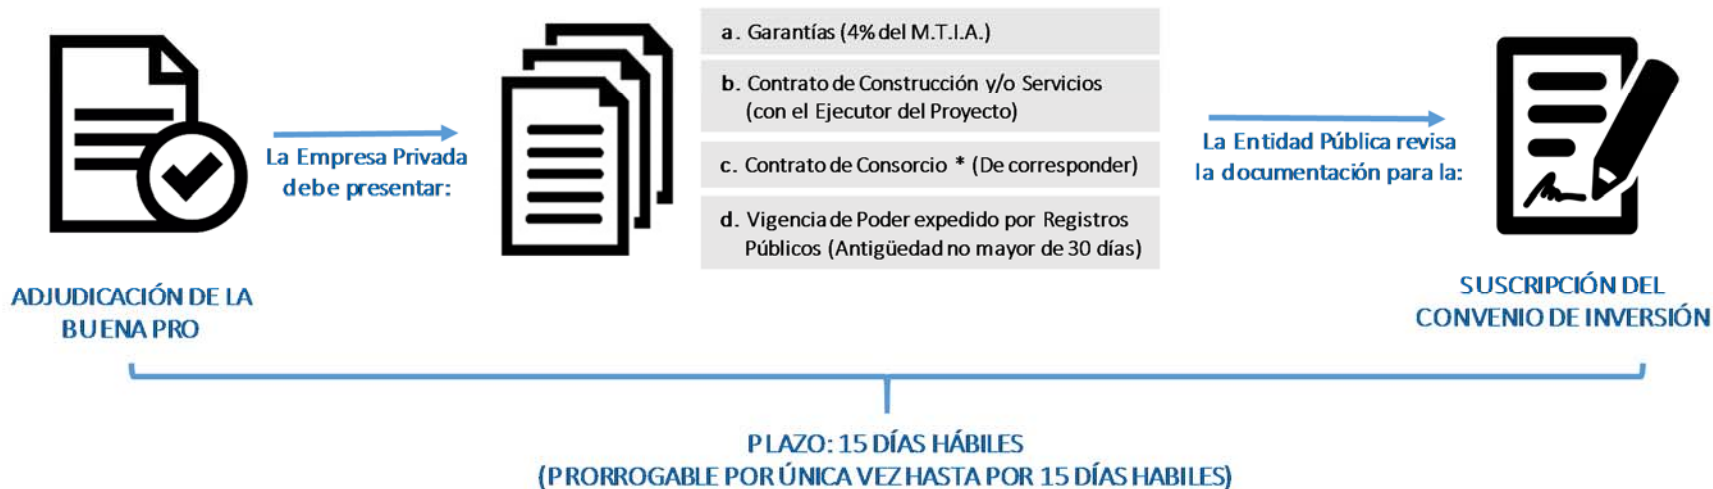 ADJUDICACIÓN DE LA
BUENA PRO
La Empresa Privada
debe presentar:
a. Garantías (4% del M.T.I.A.)
b. Contrato de Construcción y/o Servicios
(con el Ejecutor del Proyecto)
c. Contrato de Consorcio * (De corresponder)
d. Vigencia de Poder expedido por Registros
Públicos (Antigüedad no mayor de 30 días)
La Entidad Pública revisa
la documentación para la:
SUSCRIPCIÓN DEL
CONVENIO DE INVERSIÓN
PLAZO: 15 DÍAS HÁBILES
(PRORROGABLE POR ÚNICA VEZ HASTA POR 15 DÍAS HABILES)